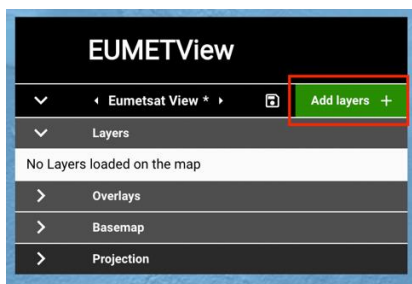 EUMETView
Eumetsat View * Add layers +
Layers
No Layers loaded on the map
Overlays
Basemap
Projection